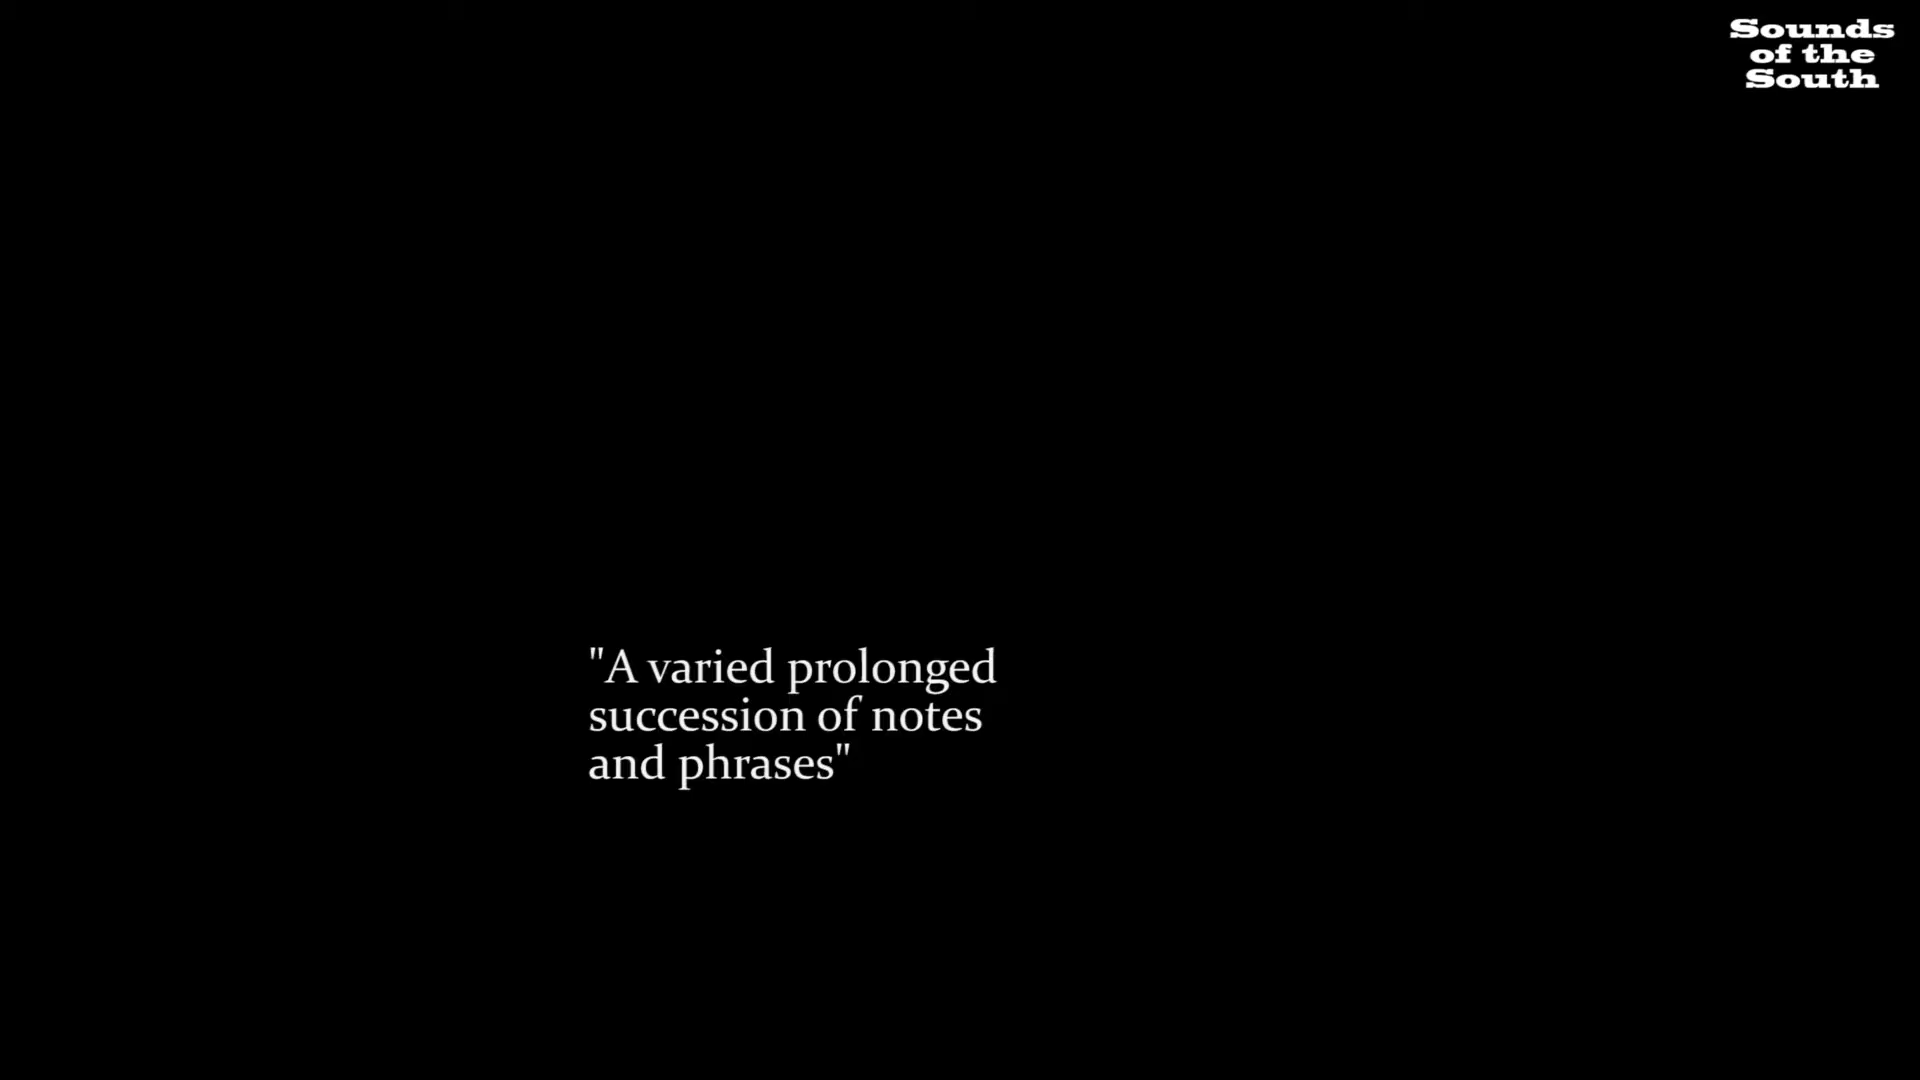 Sounds
of the
South
"A varied prolonged
succession of notes
and phrases"